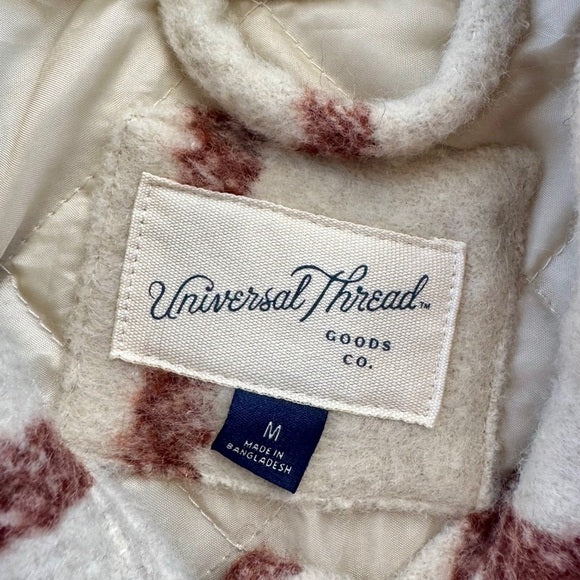 Universal Thread™
GOODS
CO.
M
MADE IN
BANGLADESH